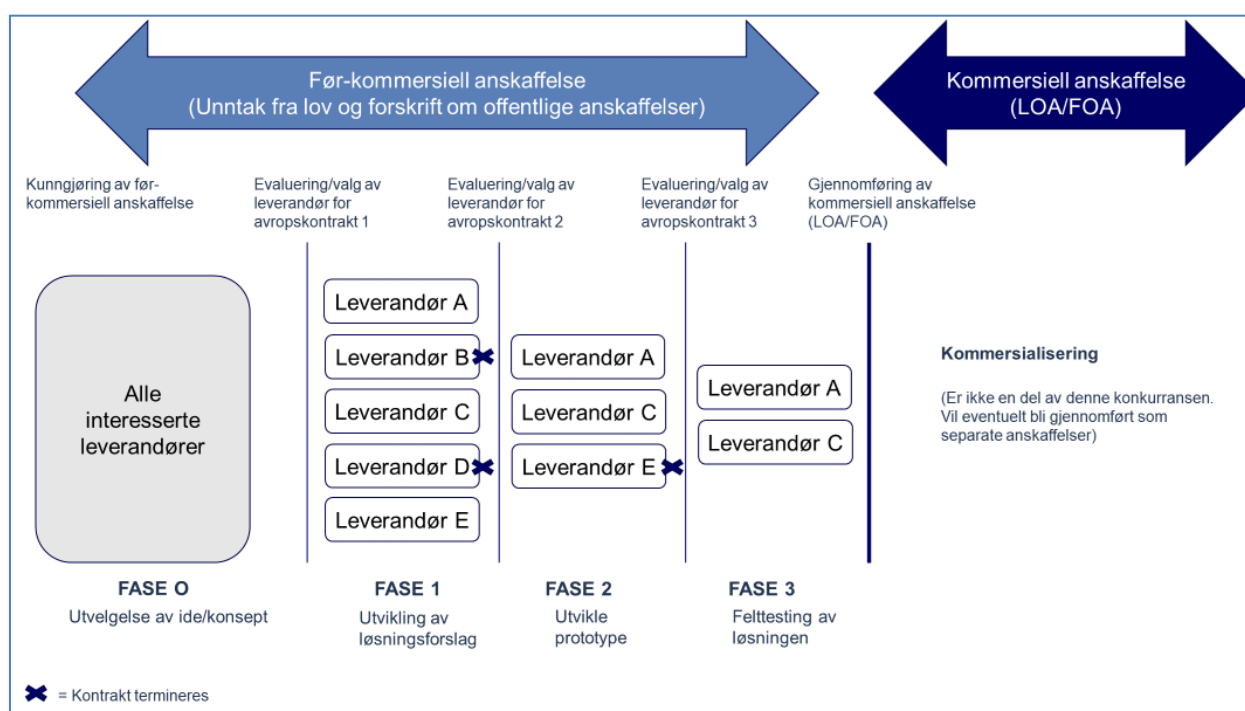 Før-kommersiell anskaffelse
(Unntak fra lov og forskrift om offentlige anskaffelser)
Kommersiell anskaffelse
(LOA/FOA)
Kunngjøring av før-
kommersiell anskaffelse
Evaluering/valg av
leverandør for
avropskontrakt 1
Evaluering/valg av
leverandør for
avropskontrakt 2
Evaluering/valg av
leverandør for
avropskontrakt 3
Gjennomføring av
kommersiell anskaffelse
(LOA/FOA)
Alle
interesserte
leverandører
Leverandør A
Leverandør B
Leverandør C
Leverandør D
Leverandør E
Leverandør A
Leverandør C
Leverandør E
Leverandør A
Leverandør C
Kommersialisering
(Er ikke en del av denne konkurransen.
Vil eventuelt bli gjennomført som
separate anskaffelser)
FASE O
Utvelgelse av ide/konsept
FASE 1
Utvikling av
løsningsforslag
FASE 2
Utvikle
prototype
FASE 3
Felttesting av
løsningen
= Kontrakt termineres